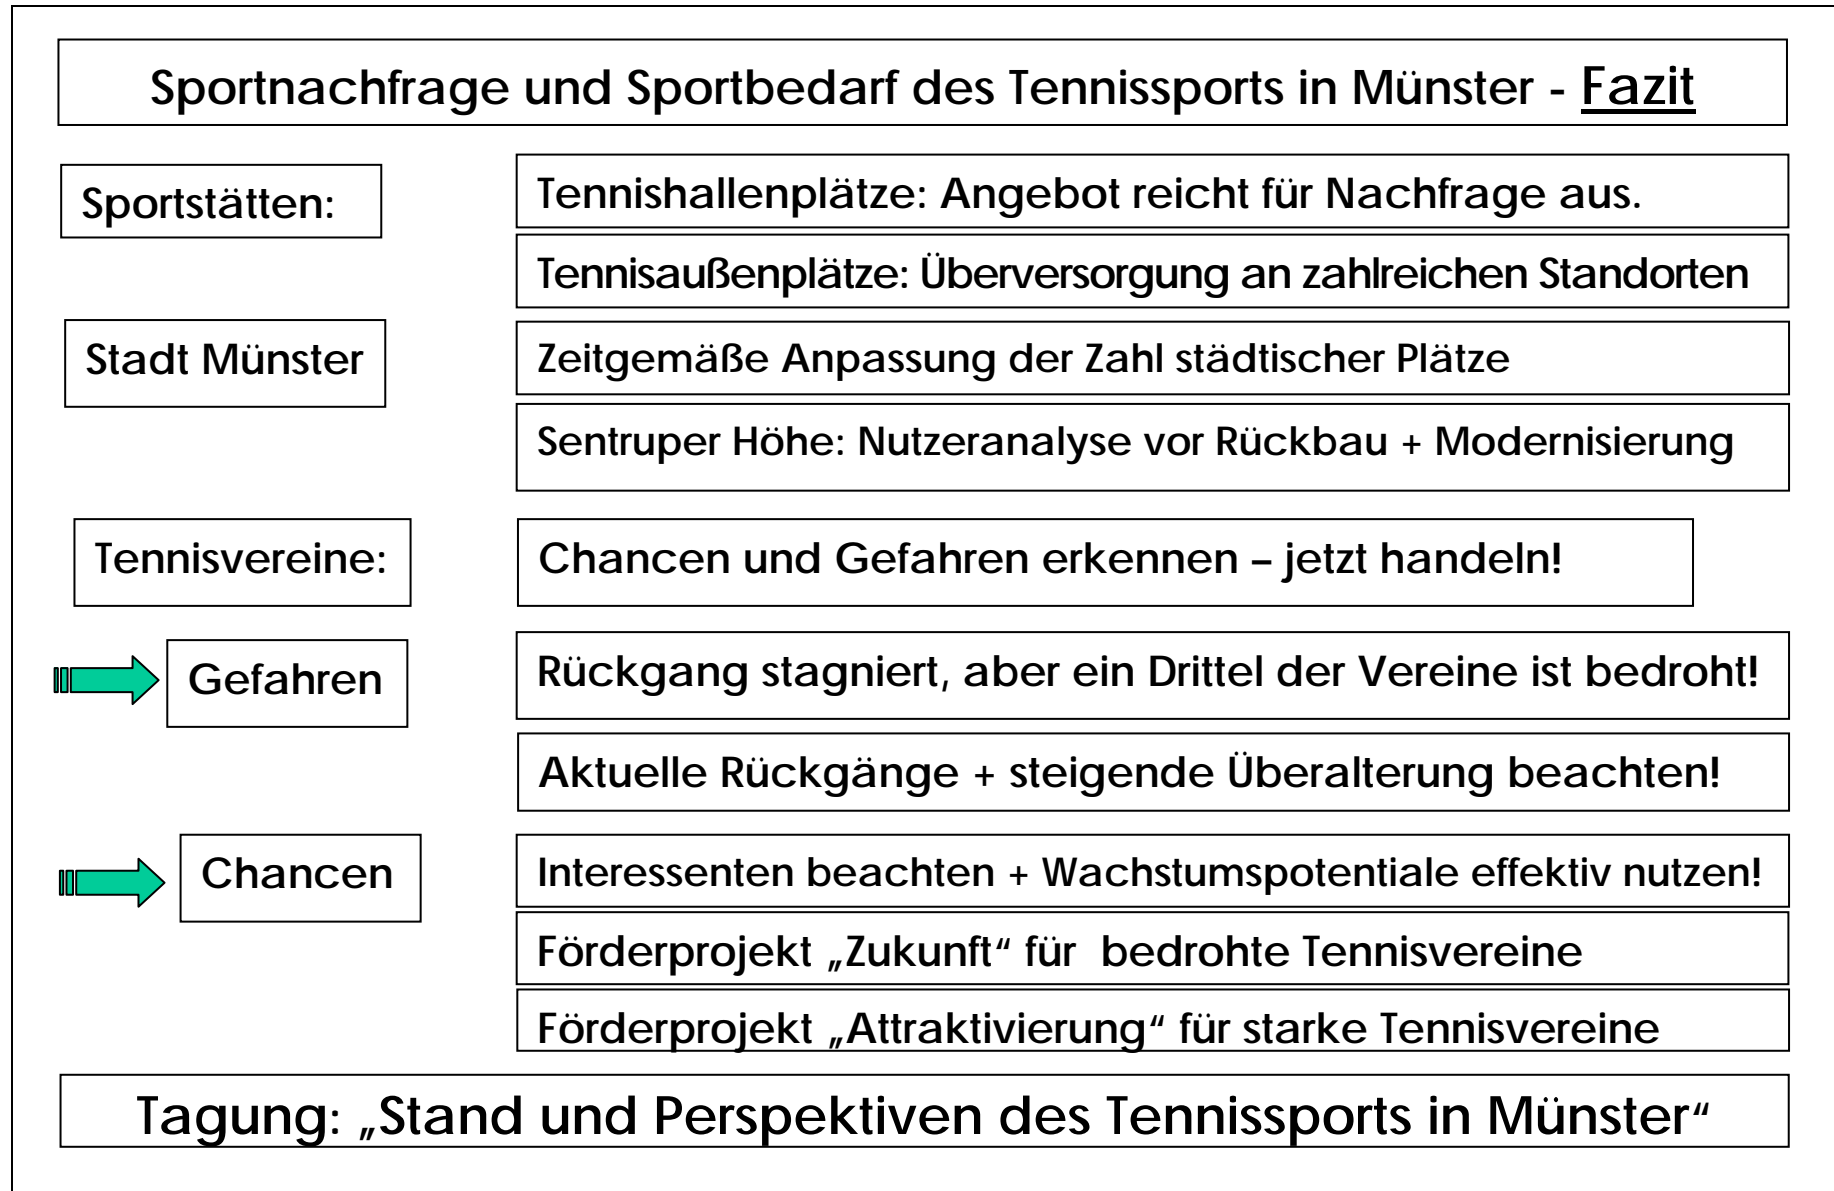 Sportnachfrage und Sportbedarf des Tennissports in Münster - Fazit
Sportstätten:
Tennishallenplätze: Angebot reicht für Nachfrage aus.
Tennisaußenplätze: Überversorgung an zahlreichen Standorten
Stadt Münster
Zeitgemäße Anpassung der Zahl städtischer Plätze
Sentruper Höhe: Nutzeranalyse vor Rückbau + Modernisierung
Tennisvereine:
Chancen und Gefahren erkennen – jetzt handeln!
Gefahren
Rückgang stagniert, aber ein Drittel der Vereine ist bedroht!
Aktuelle Rückgänge + steigende Überalterung beachten!
Chancen
Interessenten beachten + Wachstumspotentiale effektiv nutzen!
Förderprojekt „Zukunft“ für  bedrohte Tennisvereine
Förderprojekt „Attraktivierung“ für starke Tennisvereine
Tagung: „Stand und Perspektiven des Tennissports in Münster“